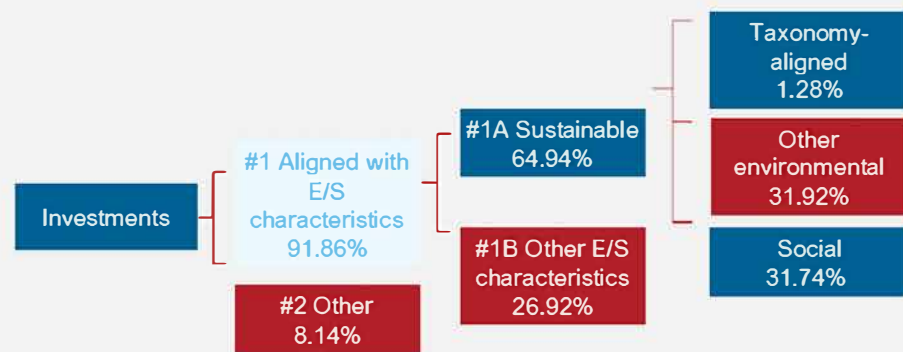 Investments
#1 Aligned with
E/S
characteristics
91.86%
#2 Other
8.14%
#1A Sustainable
64.94%
#1B Other E/S
characteristics
26.92%
Taxonomy-
aligned
1.28%
Other
environmental
31.92%
Social
31.74%